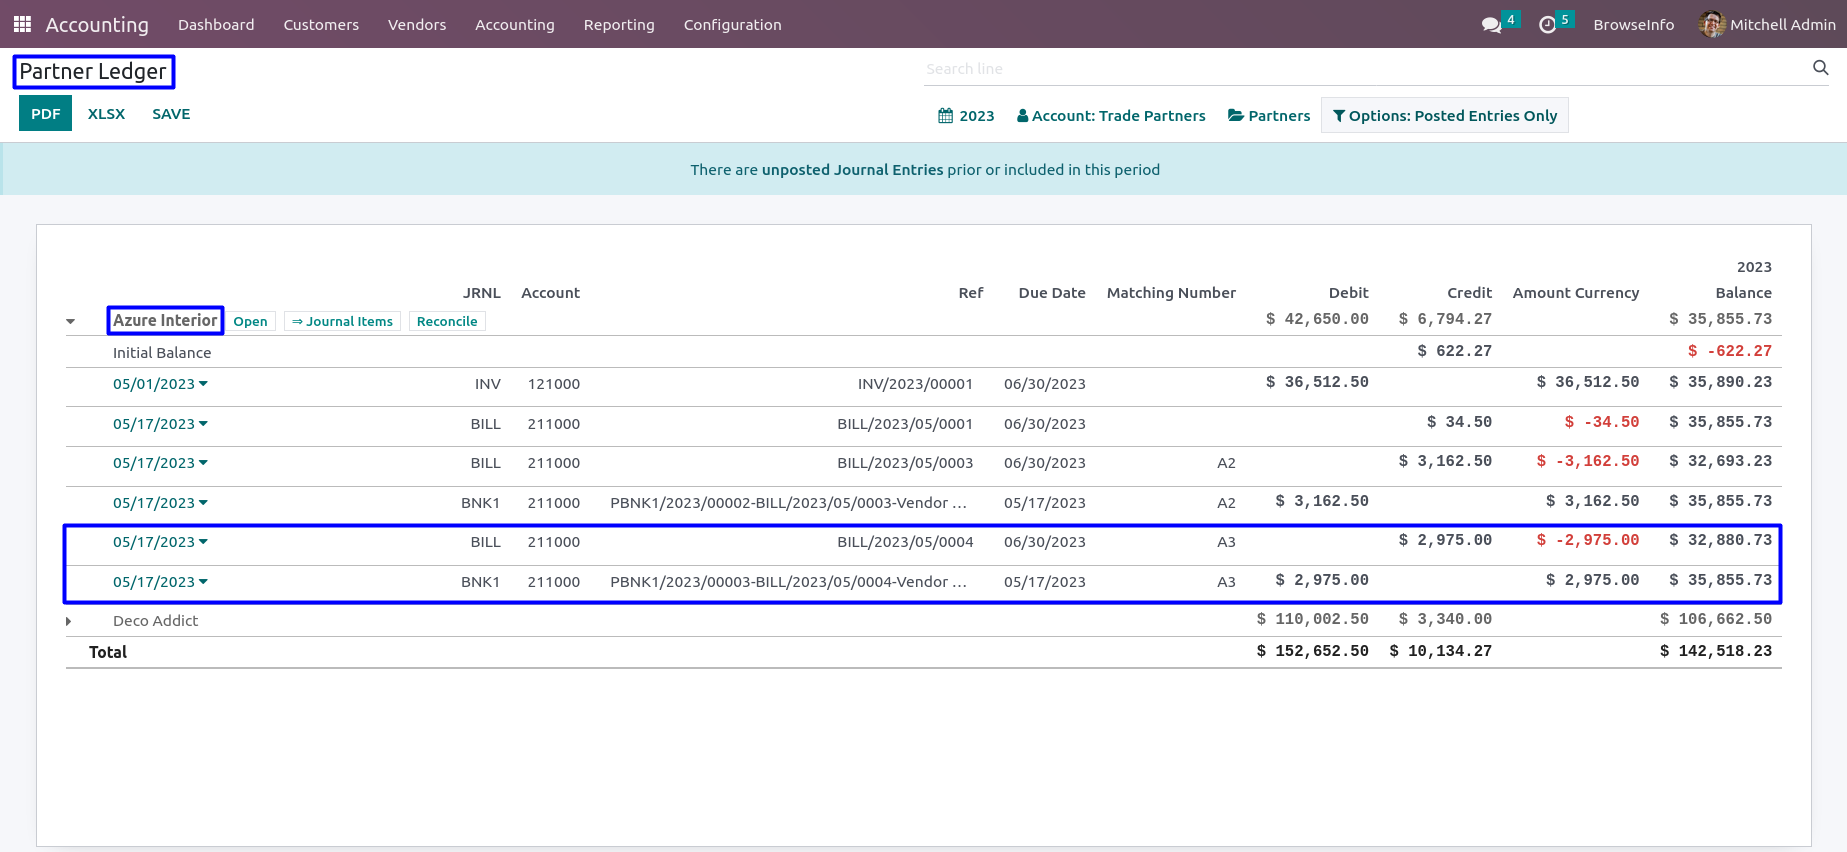 Accounting Dashboard Customers Vendors Accounting Reporting Configuration 4 5 BrowseInfo Mitchell Admin
Partner Ledger Search line
PDF XLSX SAVE 2023 Account: Trade Partners Partners Options: Posted Entries Only
There are unposted Journal Entries prior or included in this period
2023
JRNL Account Ref Due Date Matching Number Debit Credit Amount Currency Balance
Azure Interior Open ⇒ Journal Items Reconcile $ 42,650.00 $ 6,794.27 $ 35,855.73
Initial Balance $ 622.27 $ -622.27
05/01/2023 INV 121000 INV/2023/00001 06/30/2023 $ 36,512.50 $ 36,512.50 $ 35,890.23
05/17/2023 BILL 211000 BILL/2023/05/0001 06/30/2023 $ 34.50 $ -34.50 $ 35,855.73
05/17/2023 BILL 211000 BILL/2023/05/0003 06/30/2023 A2 $ 3,162.50 $ -3,162.50 $ 32,693.23
05/17/2023 BNK1 211000 PBNK1/2023/00002-BILL/2023/05/0003-Vendor … 05/17/2023 A2 $ 3,162.50 $ 3,162.50 $ 35,855.73
05/17/2023 BILL 211000 BILL/2023/05/0004 06/30/2023 A3 $ 2,975.00 $ -2,975.00 $ 32,880.73
05/17/2023 BNK1 211000 PBNK1/2023/00003-BILL/2023/05/0004-Vendor … 05/17/2023 A3 $ 2,975.00 $ 2,975.00 $ 35,855.73
Deco Addict $ 110,002.50 $ 3,340.00 $ 106,662.50
Total $ 152,652.50 $ 10,134.27 $ 142,518.23